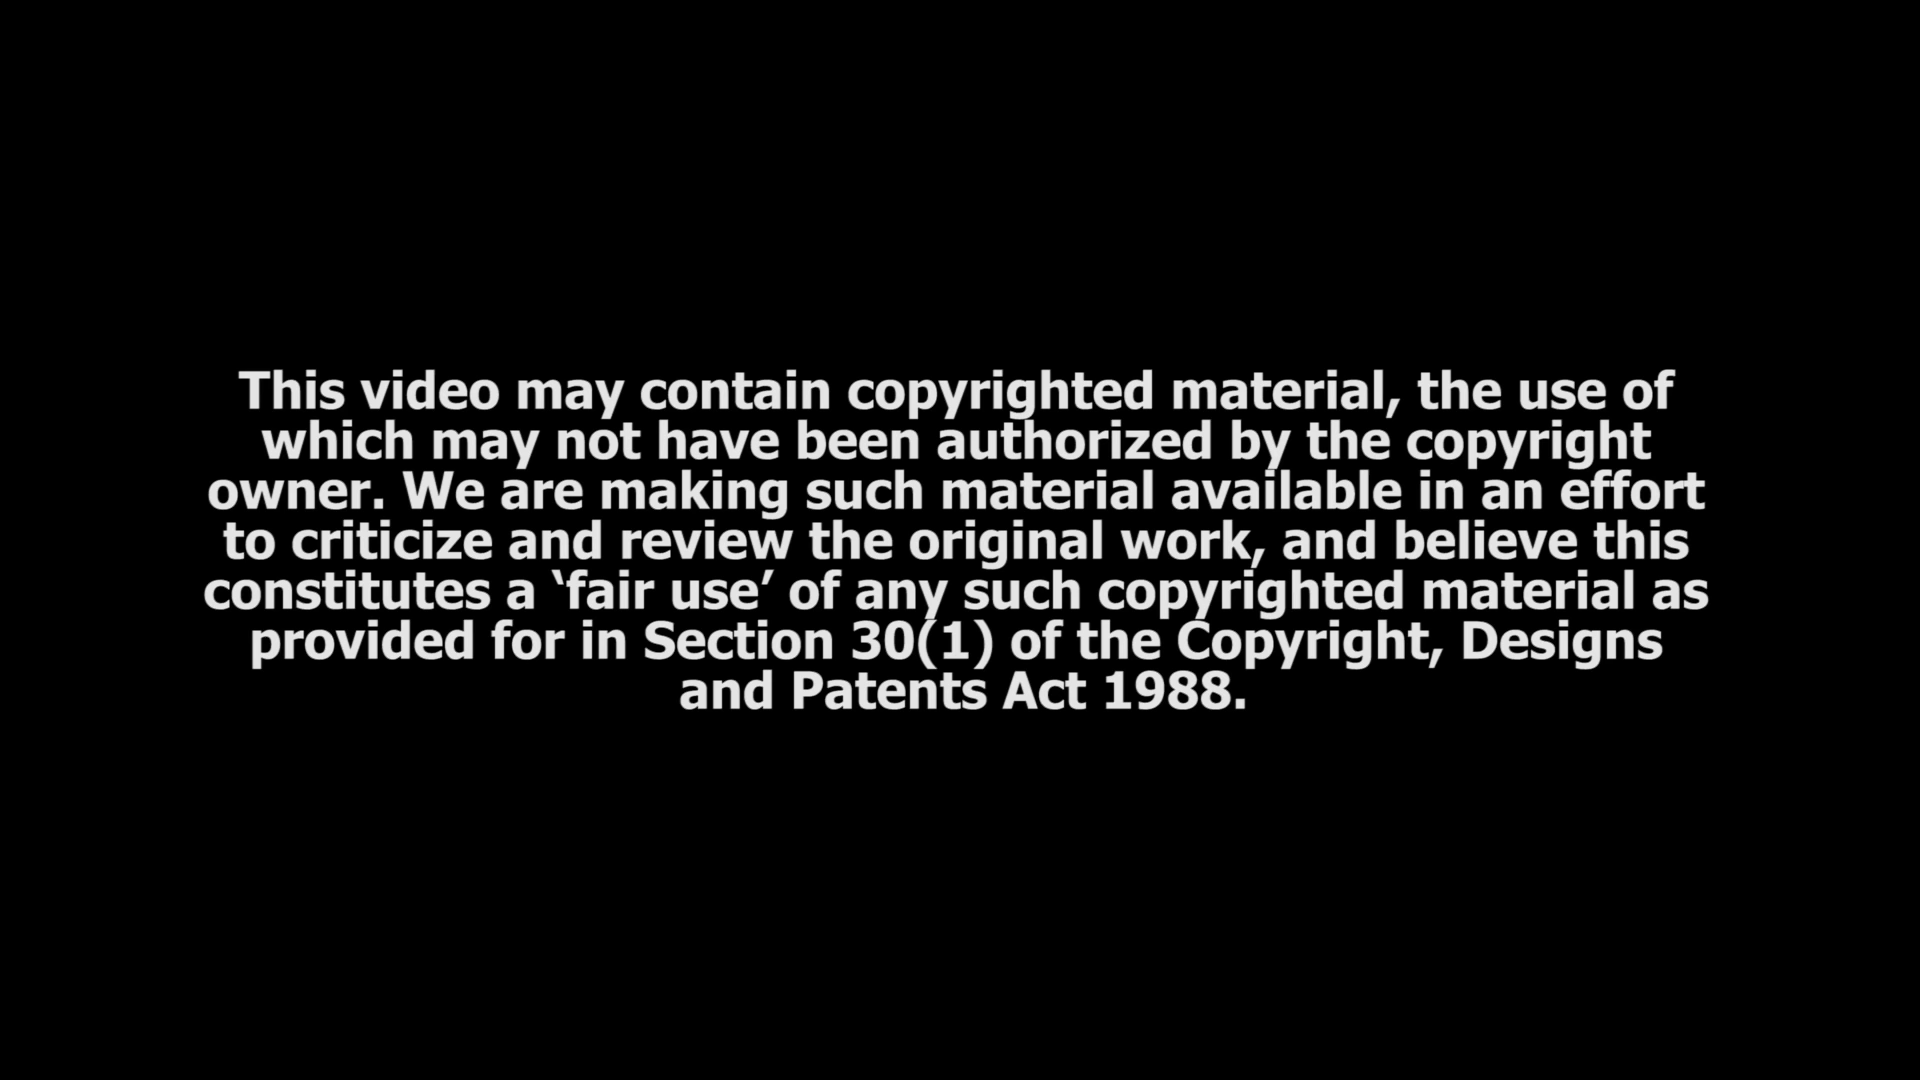 This video may contain copyrighted material, the use of
which may not have been authorized by the copyright
owner. We are making such material available in an effort
to criticize and review the original work, and believe this
constitutes a ‘fair use’ of any such copyrighted material as
provided for in Section 30(1) of the Copyright, Designs
and Patents Act 1988.